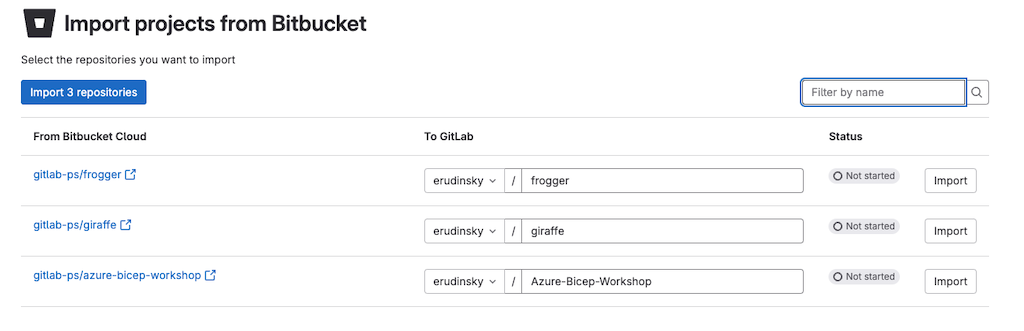 Import projects from Bitbucket
Select the repositories you want to import
Import 3 repositories
Filter by name
From Bitbucket Cloud To GitLab Status
gitlab-ps/frogger erudinsky / frogger Not started Import
gitlab-ps/giraffe erudinsky / giraffe Not started Import
gitlab-ps/azure-bicep-workshop erudinsky / Azure-Bicep-Workshop Not started Import